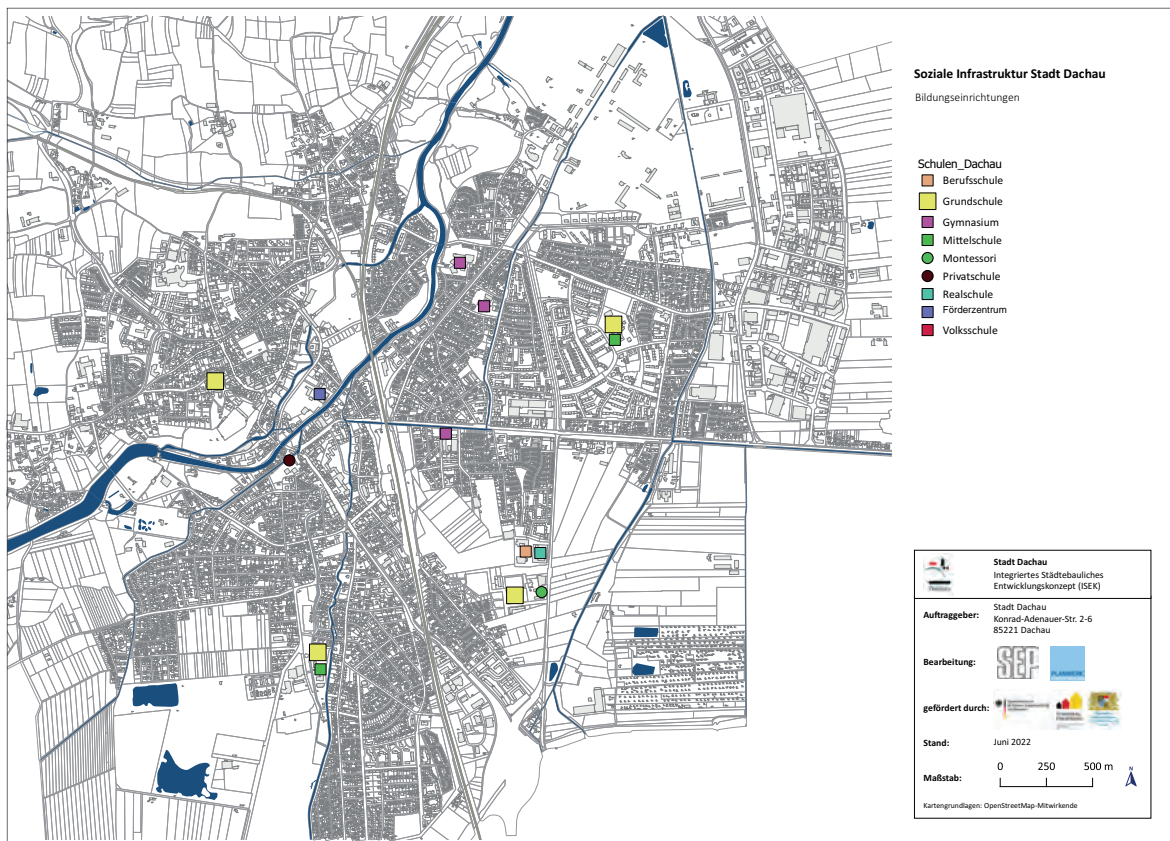 Soziale Infrastruktur Stadt Dachau
Bildungseinrichtungen
Schulen_Dachau
Berufsschule
Grundschule
Gymnasium
Mittelschule
Montessori
Privatschule
Realschule
Förderzentrum
Volksschule
Stadt Dachau
Integriertes Städtebauliches
Entwicklungskonzept (ISEK)
Auftraggeber:
Stadt Dachau
Konrad-Adenauer-Str. 2-6
85221 Dachau
Bearbeitung:
SEP
PLANWERK
gefördert durch:
Stand:
Juni 2022
Maßstab:
0 250 500 m
N
Kartengrundlagen: OpenStreetMap-Mitwirkende